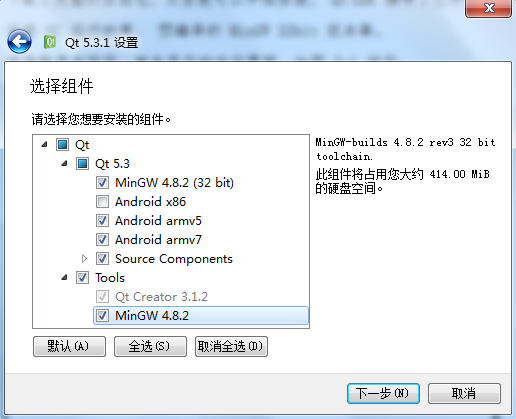 Qt 5.3.1 设置
选择组件
请选择您想要安装的组件。
Qt
Qt 5.3
MinGW 4.8.2 (32 bit)
Android x86
Android armv5
Android armv7
Source Components
Tools
Qt Creator 3.1.2
MinGW 4.8.2
MinGW-builds 4.8.2 rev3 32 bit
toolchain.
此组件将占用您大约 414.00 MiB
的硬盘空间。
默认(A)
全选(S)
取消全选(D)
下一步(N)
取消